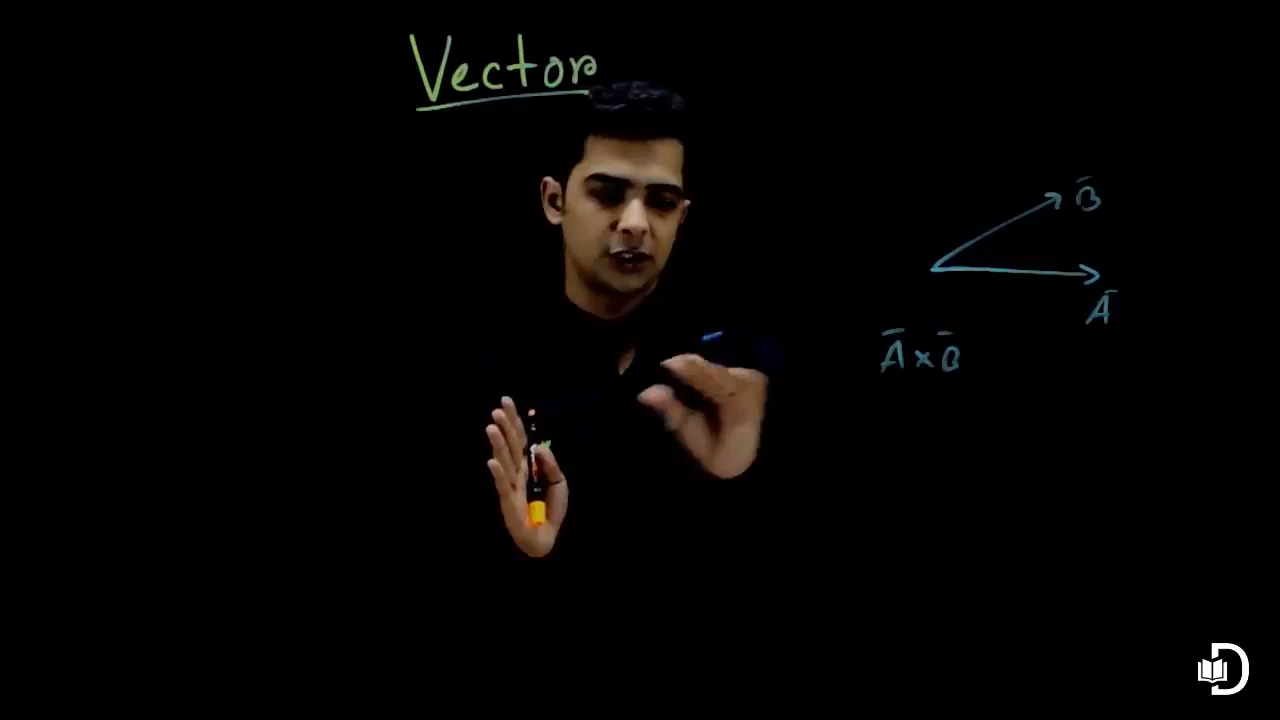 Vector
B̄
Ā
Ā × B̄